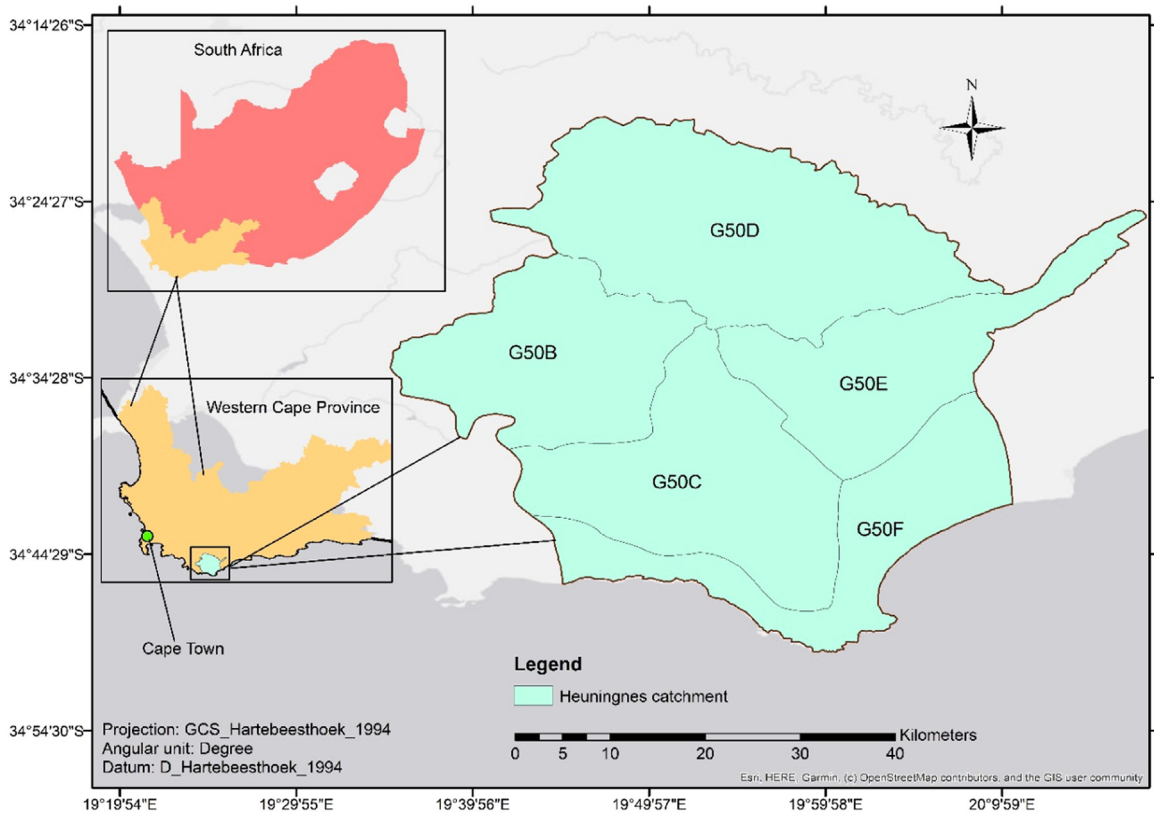 34°14'26"S
34°24'27"S
34°34'28"S
34°44'29"S
34°54'30"S
South Africa
N
G50D
G50B
G50E
Western Cape Province
G50C
G50F
Cape Town
Legend
Heuningnes catchment
Projection: GCS_Hartebeesthoek_1994
Angular unit: Degree
Datum: D_Hartebeesthoek_1994
Kilometers
0 5 10 20 30 40
Esri, HERE, Garmin, (c) OpenStreetMap contributors, and the GIS user community
19°19'54"E 19°29'55"E 19°39'56"E 19°49'57"E 19°59'58"E 20°9'59"E